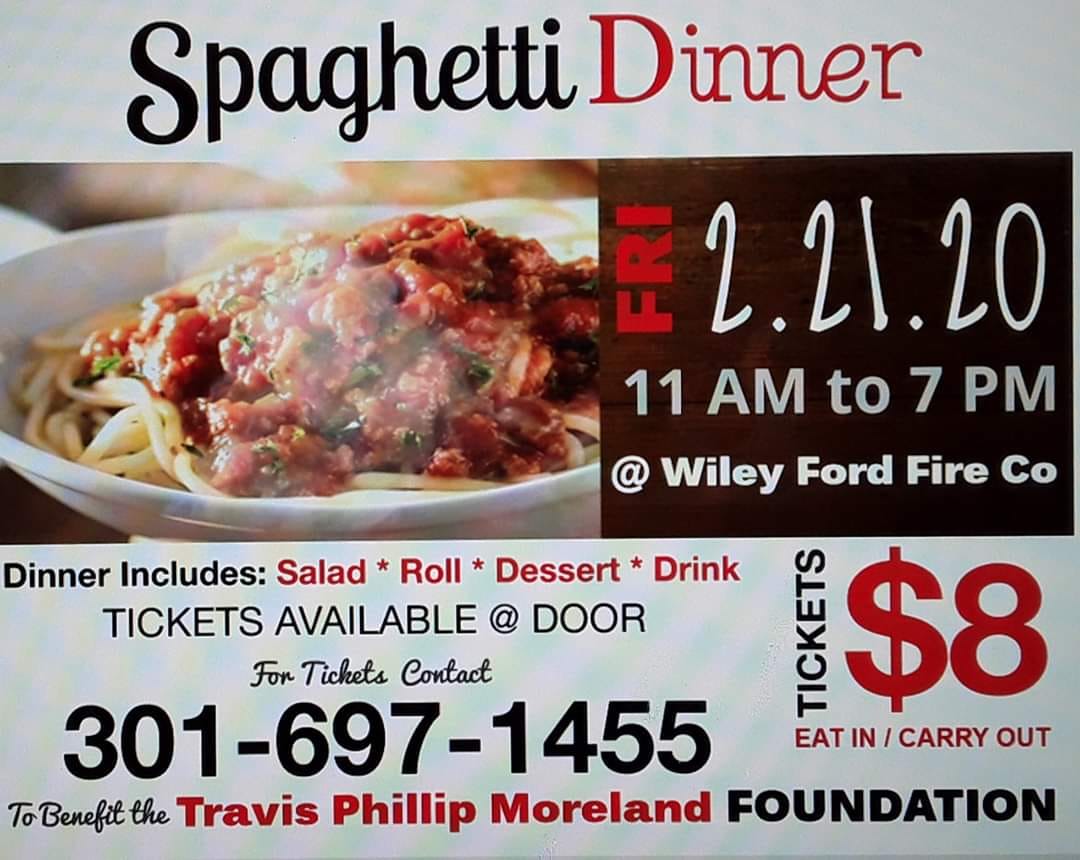 Spaghetti Dinner
FRI 2.21.20
11 AM to 7 PM
@ Wiley Ford Fire Co
Dinner Includes: Salad * Roll * Dessert * Drink
TICKETS AVAILABLE @ DOOR
For Tickets Contact
301-697-1455
TICKETS $8
EAT IN / CARRY OUT
To Benefit the Travis Phillip Moreland FOUNDATION